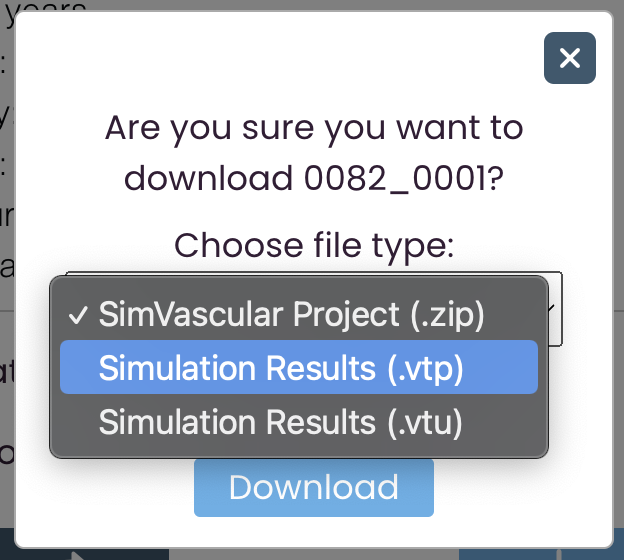 years
Are you sure you want to
download 0082_0001?
Choose file type:
✓ SimVascular Project (.zip)
Simulation Results (.vtp)
Simulation Results (.vtu)
Download